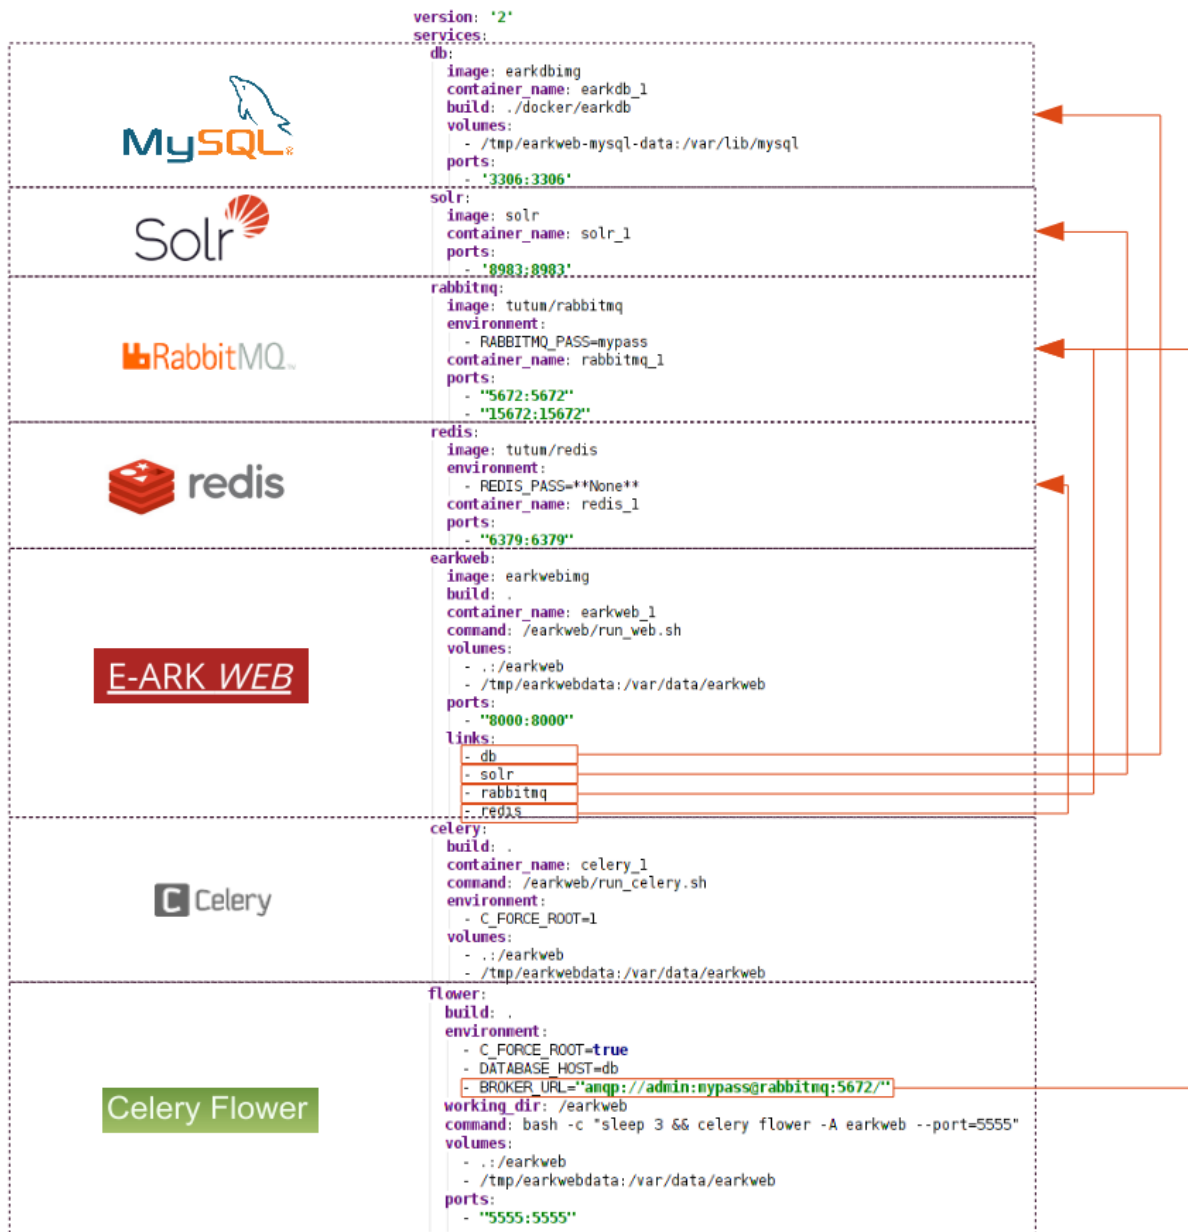 version: '2'
services:
db:
image: earkdbimg
container_name: earkdb_1
build: ./docker/earkdb
volumes:
- /tmp/earkweb-mysql-data:/var/lib/mysql
ports:
- '3306:3306'
MySQL®
solr:
image: solr
container_name: solr_1
ports:
- '8983:8983'
Solr
rabbitmq:
image: tutum/rabbitmq
environment:
- RABBITMQ_PASS=mypass
container_name: rabbitmq_1
ports:
- "5672:5672"
- "15672:15672"
RabbitMQ™
redis:
image: tutum/redis
environment:
- REDIS_PASS=**None**
container_name: redis_1
ports:
- "6379:6379"
redis
earkweb:
image: earkwebimg
build: .
container_name: earkweb_1
command: /earkweb/run_web.sh
volumes:
- .:/earkweb
- /tmp/earkwebdata:/var/data/earkweb
ports:
- "8000:8000"
links:
- db
- solr
- rabbitmq
- redis
E-ARK WEB
celery:
build: .
container_name: celery_1
command: /earkweb/run_celery.sh
environment:
- C_FORCE_ROOT=1
volumes:
- .:/earkweb
- /tmp/earkwebdata:/var/data/earkweb
C Celery
flower:
build: .
environment:
- C_FORCE_ROOT=true
- DATABASE_HOST=db
- BROKER_URL="amqp://admin:mypass@rabbitmq:5672/"
working_dir: /earkweb
command: bash -c "sleep 3 && celery flower -A earkweb --port=5555"
volumes:
- .:/earkweb
- /tmp/earkwebdata:/var/data/earkweb
ports:
- "5555:5555"
Celery Flower